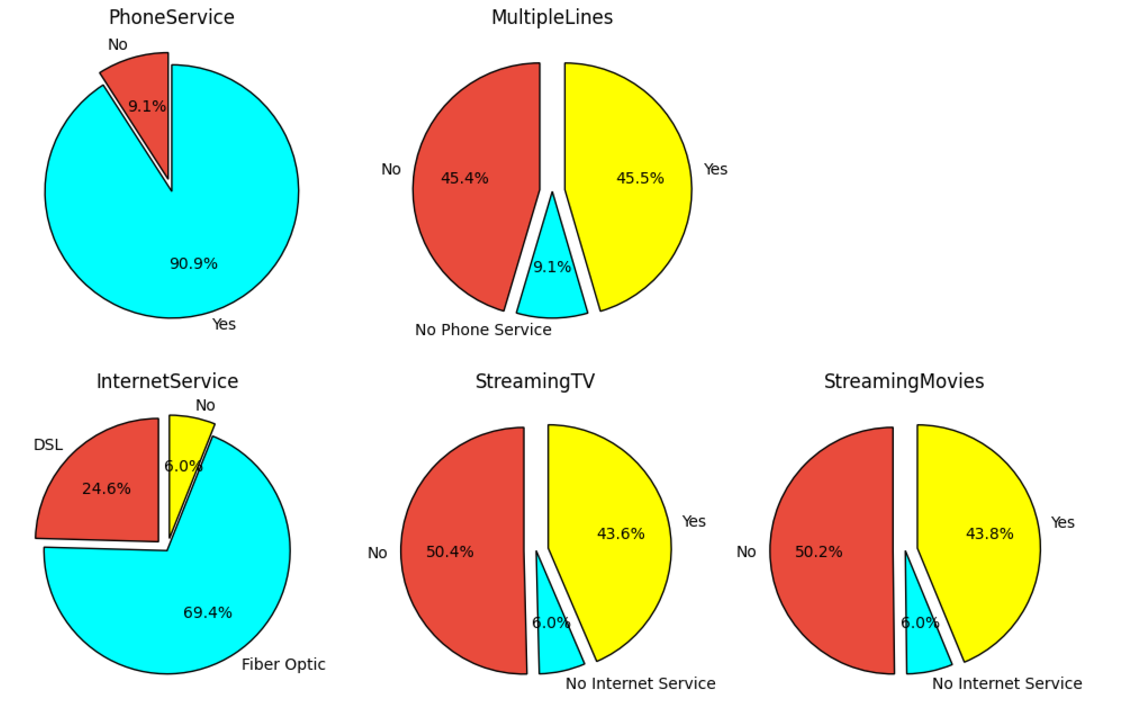 PhoneService
No
9.1%
90.9%
Yes
MultipleLines
No
45.4%
45.5%
Yes
9.1%
No Phone Service
InternetService
No
DSL
6.0%
24.6%
69.4%
Fiber Optic
StreamingTV
Yes
43.6%
No
50.4%
6.0%
No Internet Service
StreamingMovies
Yes
43.8%
No
50.2%
6.0%
No Internet Service